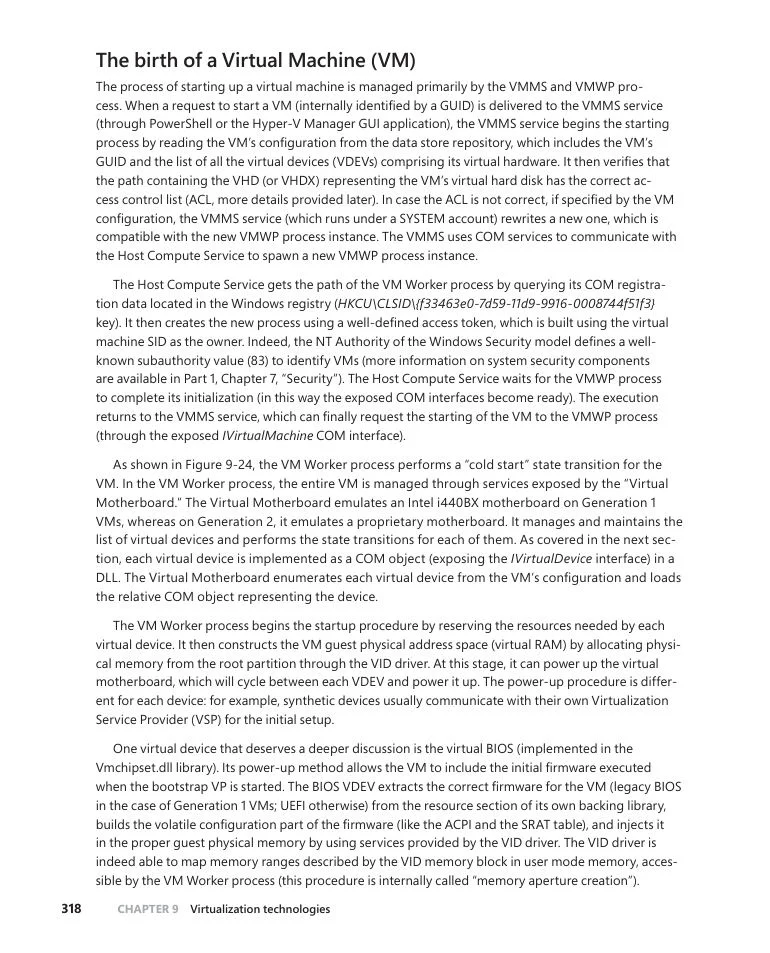 The birth of a Virtual Machine (VM)
The process of starting up a virtual machine is managed primarily by the VMMS and VMWP pro-
cess. When a request to start a VM (internally identified by a GUID) is delivered to the VMMS service
(through PowerShell or the Hyper-V Manager GUI application), the VMMS service begins the starting
process by reading the VM’s configuration from the data store repository, which includes the VM’s
GUID and the list of all the virtual devices (VDEVs) comprising its virtual hardware. It then verifies that
the path containing the VHD (or VHDX) representing the VM’s virtual hard disk has the correct ac-
cess control list (ACL, more details provided later). In case the ACL is not correct, if specified by the VM
configuration, the VMMS service (which runs under a SYSTEM account) rewrites a new one, which is
compatible with the new VMWP process instance. The VMMS uses COM services to communicate with
the Host Compute Service to spawn a new VMWP process instance.
The Host Compute Service gets the path of the VM Worker process by querying its COM registra-
tion data located in the Windows registry (HKCU\CLSID\{f33463e0-7d59-11d9-9916-0008744f51f3}
key). It then creates the new process using a well-defined access token, which is built using the virtual
machine SID as the owner. Indeed, the NT Authority of the Windows Security model defines a well-
known subauthority value (83) to identify VMs (more information on system security components
are available in Part 1, Chapter 7, “Security”). The Host Compute Service waits for the VMWP process
to complete its initialization (in this way the exposed COM interfaces become ready). The execution
returns to the VMMS service, which can finally request the starting of the VM to the VMWP process
(through the exposed IVirtualMachine COM interface).
As shown in Figure 9-24, the VM Worker process performs a “cold start” state transition for the
VM. In the VM Worker process, the entire VM is managed through services exposed by the “Virtual
Motherboard.” The Virtual Motherboard emulates an Intel i440BX motherboard on Generation 1
VMs, whereas on Generation 2, it emulates a proprietary motherboard. It manages and maintains the
list of virtual devices and performs the state transitions for each of them. As covered in the next sec-
tion, each virtual device is implemented as a COM object (exposing the IVirtualDevice interface) in a
DLL. The Virtual Motherboard enumerates each virtual device from the VM’s configuration and loads
the relative COM object representing the device.
The VM Worker process begins the startup procedure by reserving the resources needed by each
virtual device. It then constructs the VM guest physical address space (virtual RAM) by allocating physi-
cal memory from the root partition through the VID driver. At this stage, it can power up the virtual
motherboard, which will cycle between each VDEV and power it up. The power-up procedure is differ-
ent for each device: for example, synthetic devices usually communicate with their own Virtualization
Service Provider (VSP) for the initial setup.
One virtual device that deserves a deeper discussion is the virtual BIOS (implemented in the
Vmchipset.dll library). Its power-up method allows the VM to include the initial firmware executed
when the bootstrap VP is started. The BIOS VDEV extracts the correct firmware for the VM (legacy BIOS
in the case of Generation 1 VMs; UEFI otherwise) from the resource section of its own backing library,
builds the volatile configuration part of the firmware (like the ACPI and the SRAT table), and injects it
in the proper guest physical memory by using services provided by the VID driver. The VID driver is
indeed able to map memory ranges described by the VID memory block in user mode memory, acces-
sible by the VM Worker process (this procedure is internally called “memory aperture creation”).
318 CHAPTER 9 Virtualization technologies